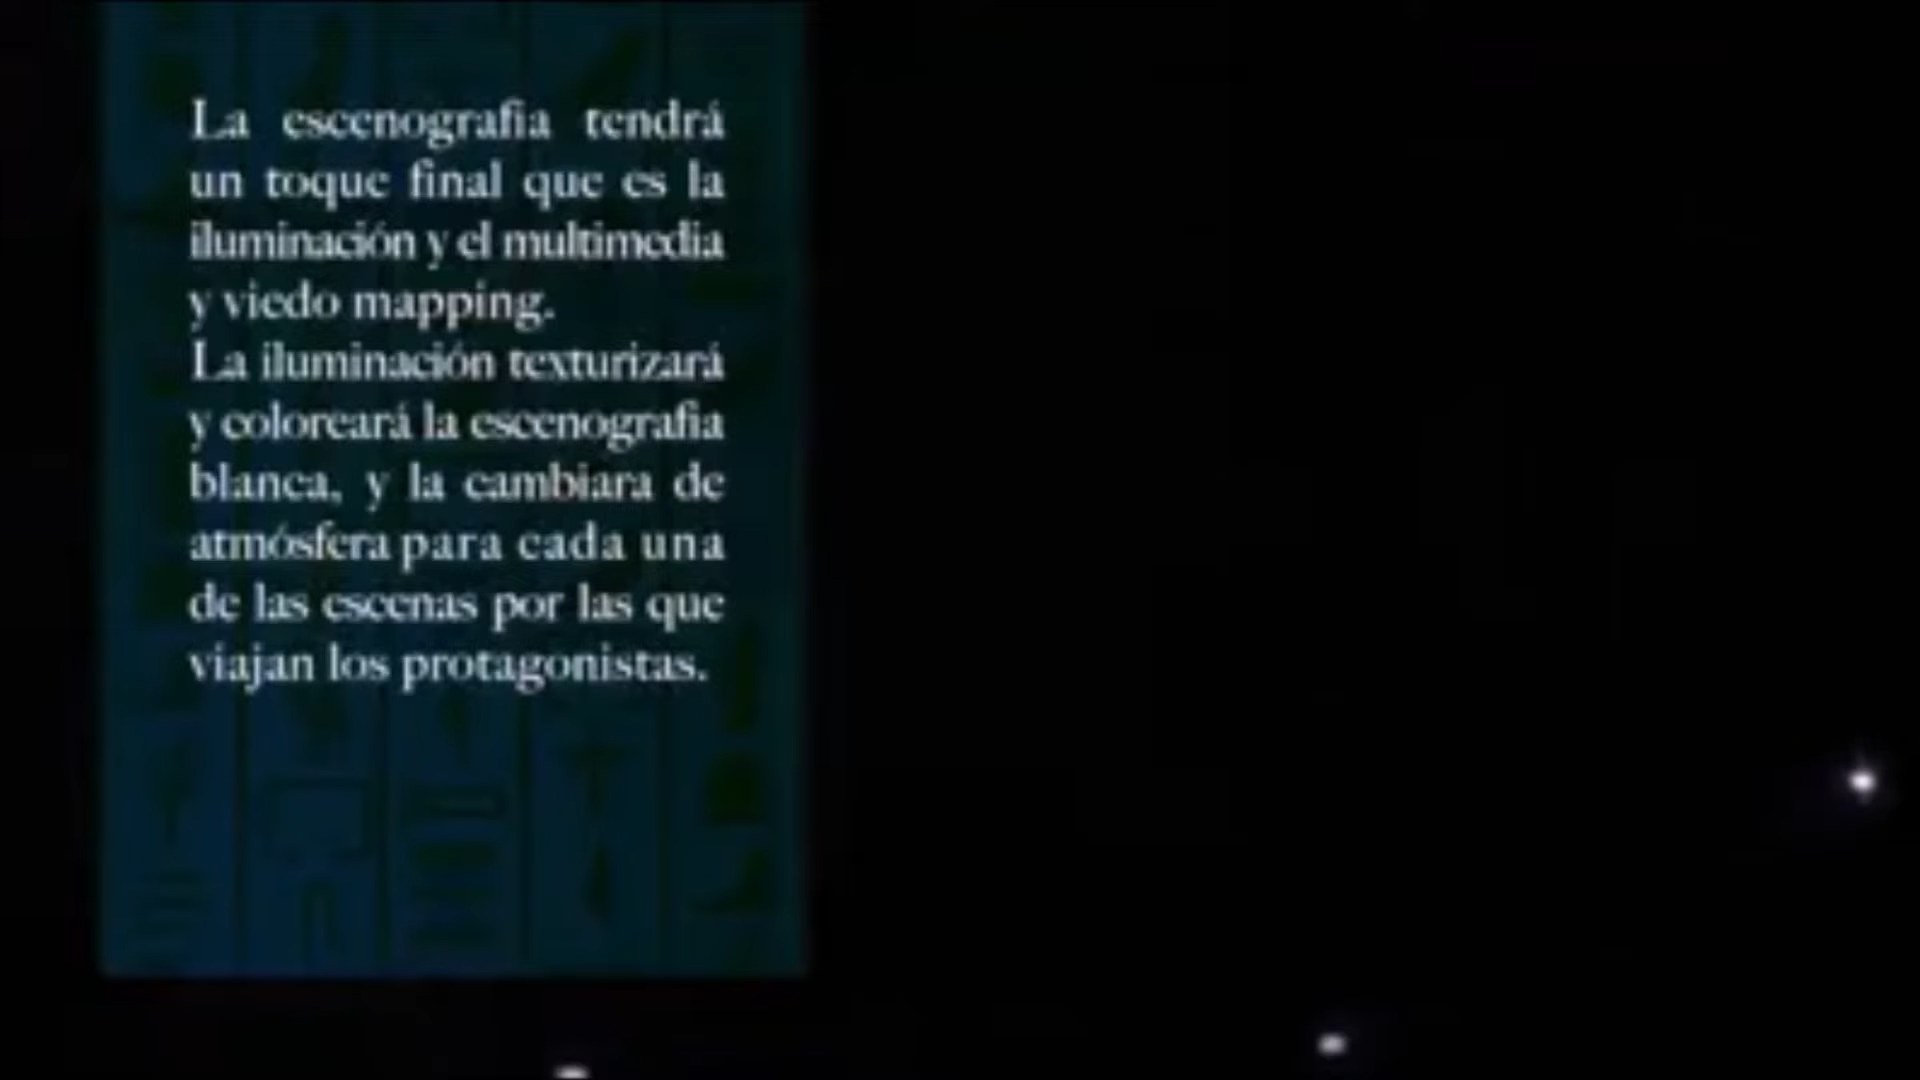 La escenografia tendrá
un toque final que es la
iluminación y el multimedia
y viedo mapping.
La iluminación texturizará
y coloreará la escenografia
blanca, y la cambiara de
atmósfera para cada una
de las escenas por las que
viajan los protagonistas.